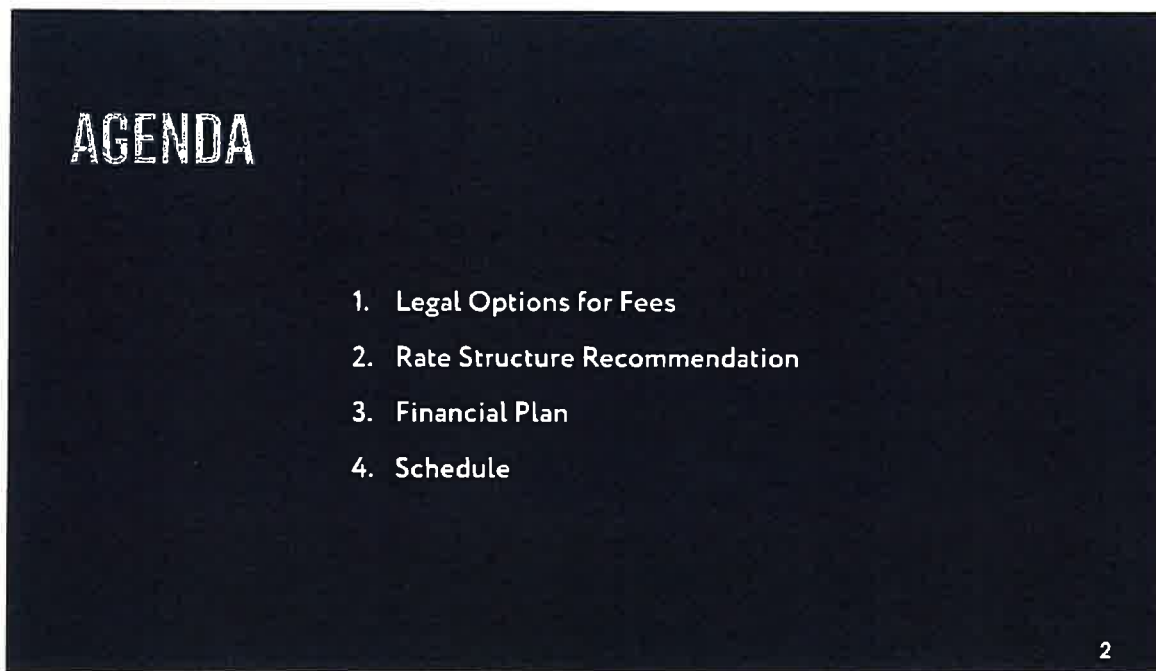 AGENDA
1. Legal Options for Fees
2. Rate Structure Recommendation
3. Financial Plan
4. Schedule
2